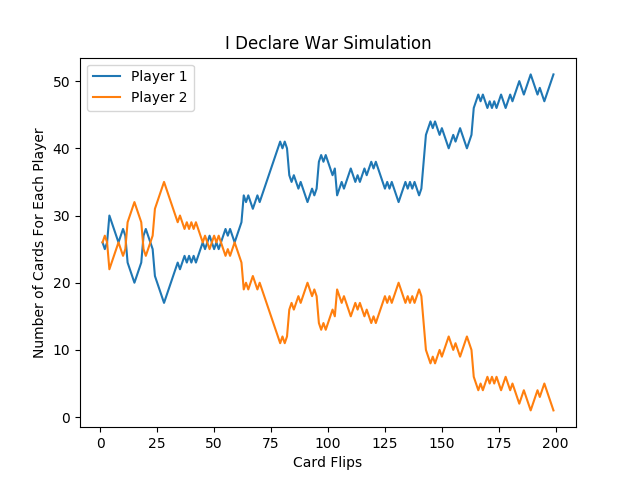 I Declare War Simulation
Player 1
Player 2
Number of Cards For Each Player
50
40
30
20
10
0
0 25 50 75 100 125 150 175 200
Card Flips